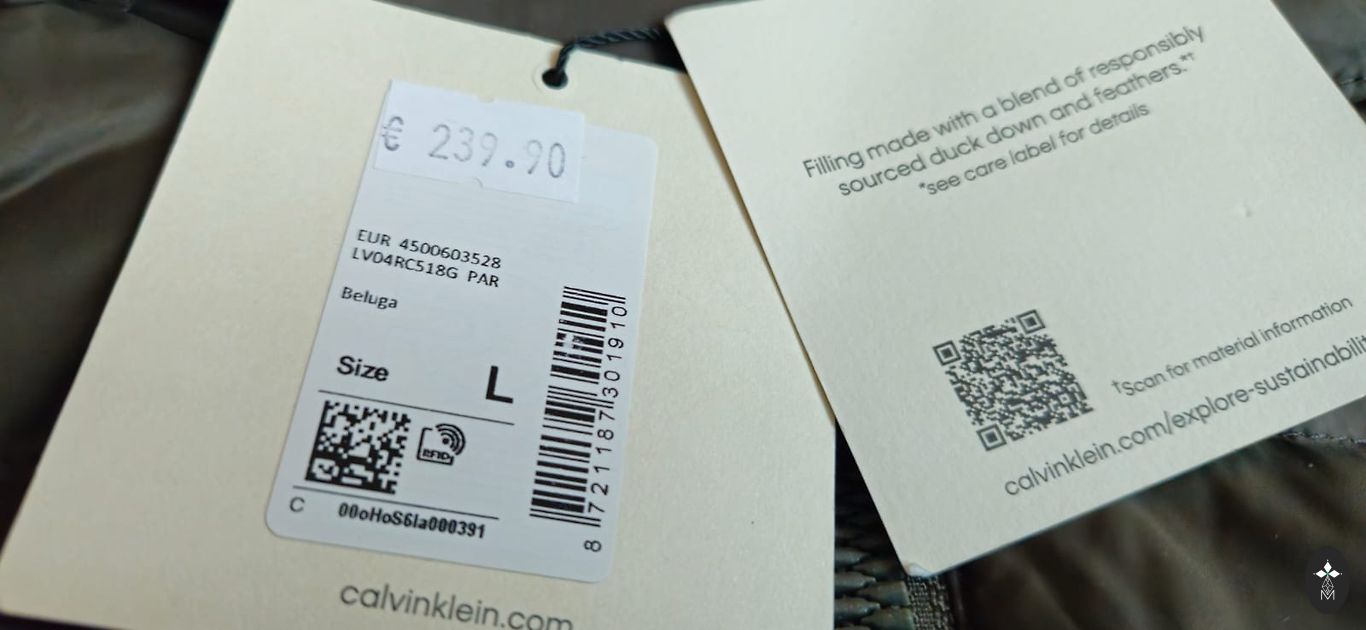 € 239.90
EUR 4500603528
LV04RC518G PAR
Beluga
Size L
RFID
C 00oHoS6Ia000391
8 721187 301910
calvinklein.com
Filling made with a blend of responsibly
sourced duck down and feathers.*†
*see care label for details
†Scan for material information
calvinklein.com/explore-sustainabilit
M